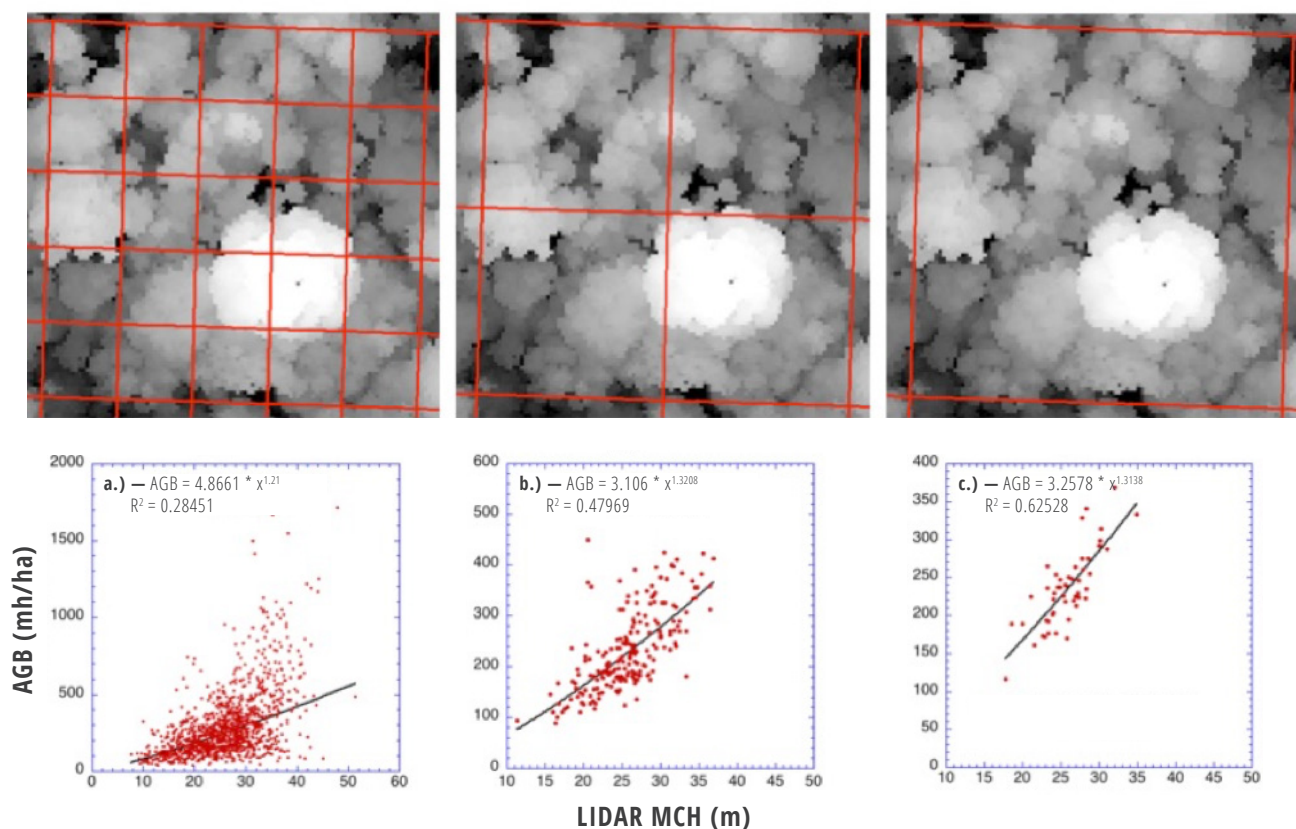 2000
1500
1000
500
0
0 10 20 30 40 50 60
a.) — AGB = 4.8661 * x^1.21
R² = 0.28451
600
500
400
300
200
100
0
10 15 20 25 30 35 40 45 50
b.) — AGB = 3.106 * x^1.3208
R² = 0.47969
400
350
300
250
200
150
100
50
0
10 15 20 25 30 35 40 45 50
c.) — AGB = 3.2578 * x^1.3138
R² = 0.62528
AGB (mh/ha)
LIDAR MCH (m)